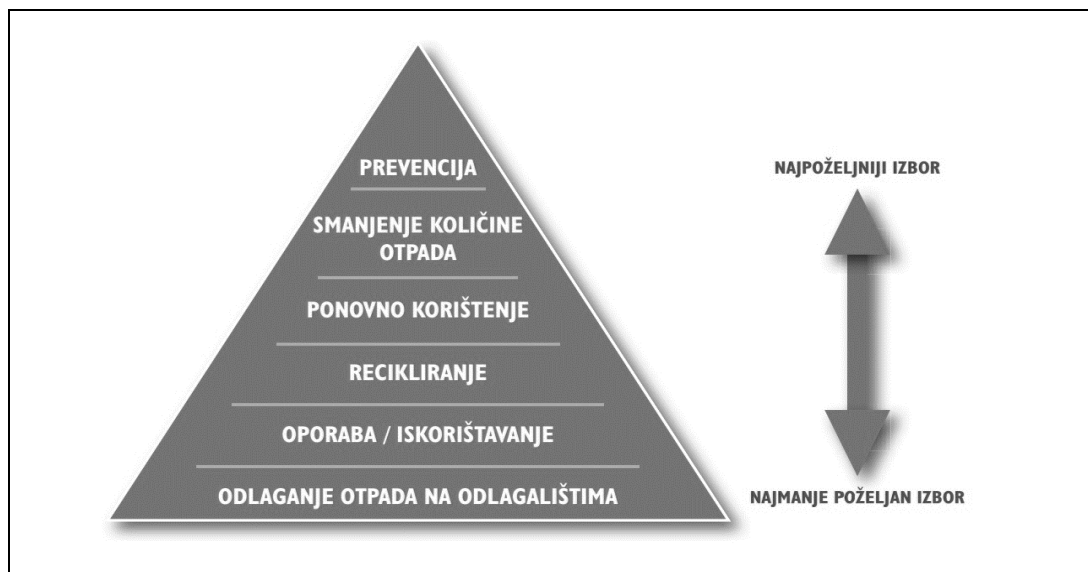 PREVENCIJA
SMANJENJE KOLIČINE
OTPADA
PONOVNO KORIŠTENJE
RECIKLIRANJE
OPORABA / ISKORIŠTAVANJE
ODLAGANJE OTPADA NA ODLAGALIŠTIMA
NAJPOŽELJNIJI IZBOR
NAJMANJE POŽELJAN IZBOR